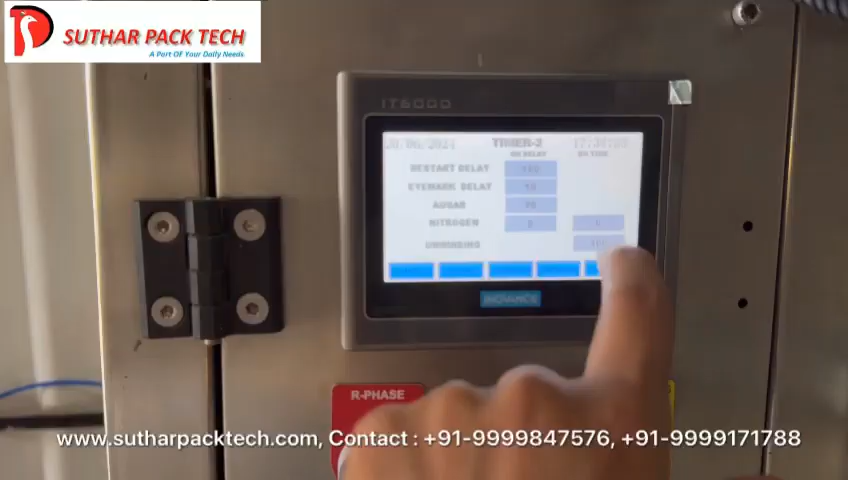 SUTHAR PACK TECH
A Part OF Your Daily Needs
IT6000
TIMER-2
ON DELAY ON TIME
RESTART DELAY
EYEMARK DELAY
AUGAR
NITROGEN
UNWINDING
INOVANCE
R-PHASE
www.sutharpacktech.com, Contact : +91-9999847576, +91-9999171788